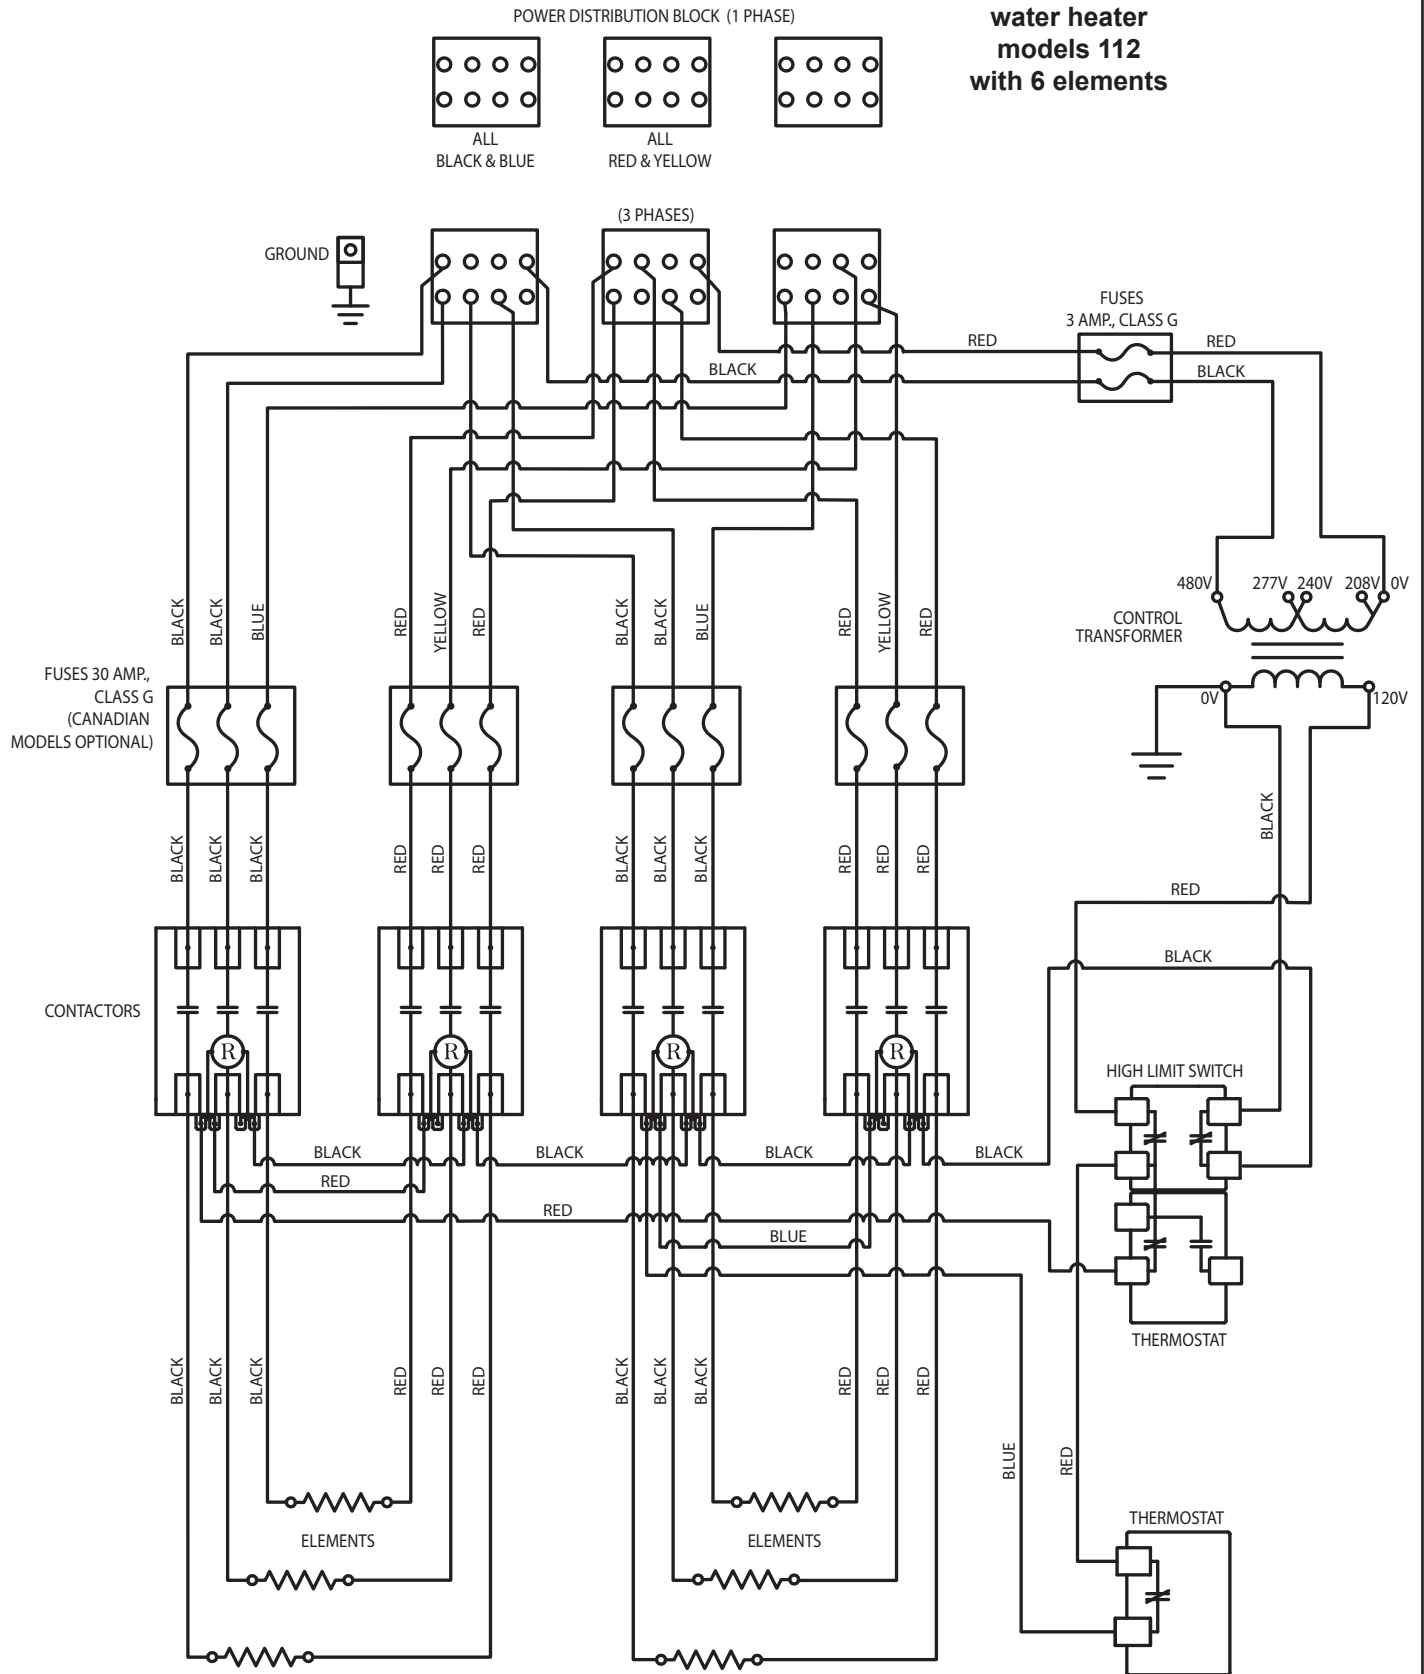 POWER DISTRIBUTION BLOCK (1 PHASE)
water heater
models 112
with 6 elements
ALL
BLACK & BLUE
ALL
RED & YELLOW
(3 PHASES)
GROUND
FUSES
3 AMP., CLASS G
RED
RED
BLACK
BLACK
480V
277V
240V
208V
0V
CONTROL
TRANSFORMER
0V
120V
BLACK
BLACK
BLUE
RED
YELLOW
RED
BLACK
BLACK
BLUE
RED
YELLOW
RED
FUSES 30 AMP.,
CLASS G
(CANADIAN
MODELS OPTIONAL)
BLACK
BLACK
BLACK
BLACK
RED
RED
RED
BLACK
BLACK
BLACK
RED
RED
RED
RED
BLACK
CONTACTORS
R
R
R
R
HIGH LIMIT SWITCH
BLACK
BLACK
BLACK
BLACK
RED
RED
BLUE
THERMOSTAT
BLACK
BLACK
BLACK
RED
RED
RED
BLACK
BLACK
BLACK
RED
RED
RED
BLUE
RED
THERMOSTAT
ELEMENTS
ELEMENTS